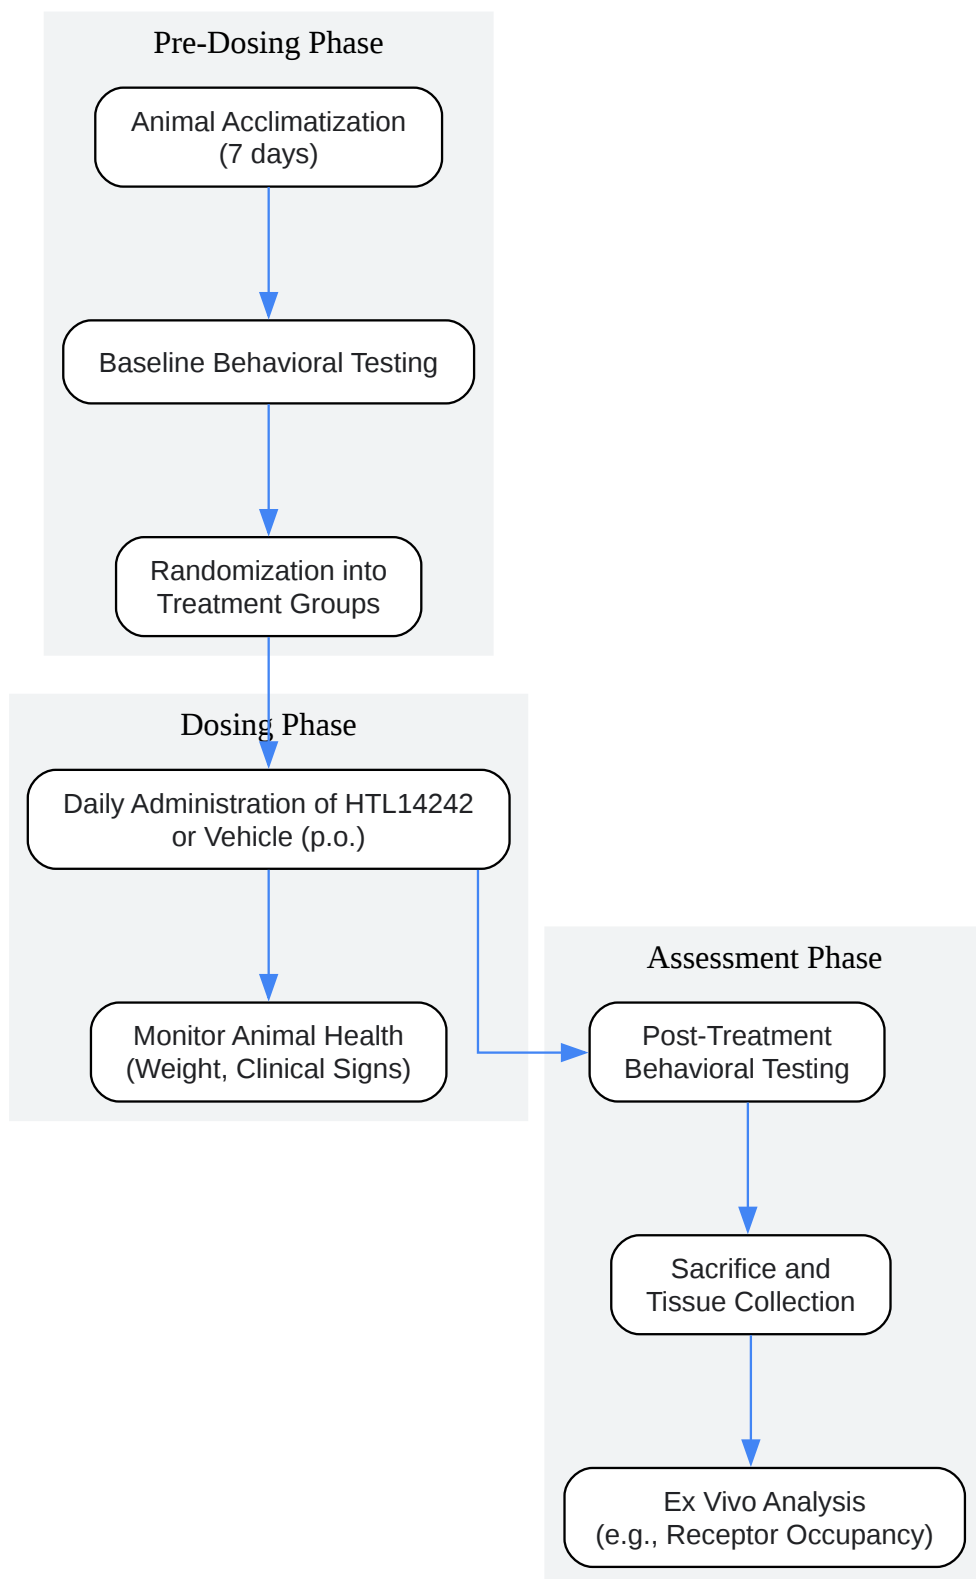 Pre-Dosing Phase
Animal Acclimatization
(7 days)
Baseline Behavioral Testing
Randomization into
Treatment Groups
Dosing Phase
Daily Administration of HTL14242
or Vehicle (p.o.)
Monitor Animal Health
(Weight, Clinical Signs)
Assessment Phase
Post-Treatment
Behavioral Testing
Sacrifice and
Tissue Collection
Ex Vivo Analysis
(e.g., Receptor Occupancy)